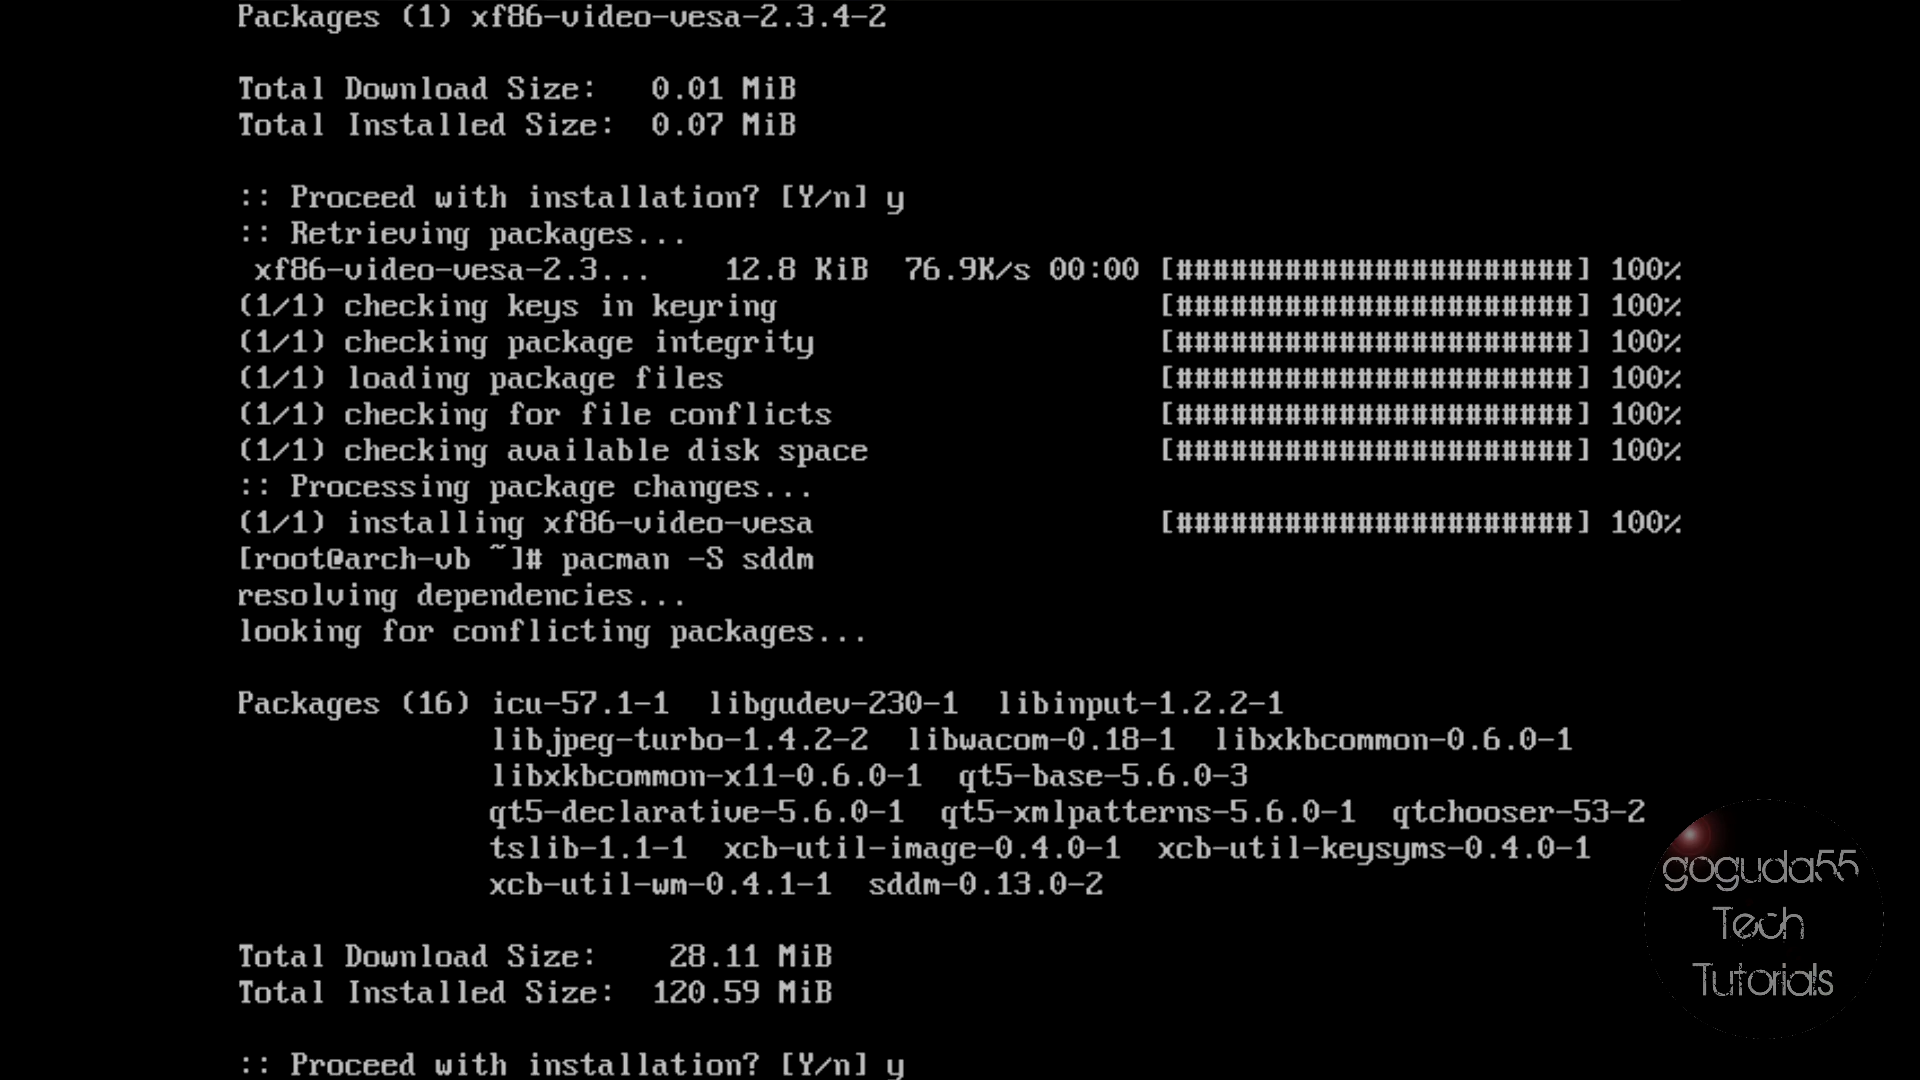 Packages (1) xf86-video-vesa-2.3.4-2
Total Download Size:   0.01 MiB
Total Installed Size:  0.07 MiB
:: Proceed with installation? [Y/n] y
:: Retrieving packages...
xf86-video-vesa-2.3...    12.8 KiB  76.9K/s 00:00 [######################] 100%
(1/1) checking keys in keyring [######################] 100%
(1/1) checking package integrity [######################] 100%
(1/1) loading package files [######################] 100%
(1/1) checking for file conflicts [######################] 100%
(1/1) checking available disk space [######################] 100%
:: Processing package changes...
(1/1) installing xf86-video-vesa [######################] 100%
[root@arch-vb ~]# pacman -S sddm
resolving dependencies...
looking for conflicting packages...
Packages (16) icu-57.1-1  libgudev-230-1  libinput-1.2.2-1
libjpeg-turbo-1.4.2-2  libwacom-0.18-1  libxkbcommon-0.6.0-1
libxkbcommon-x11-0.6.0-1  qt5-base-5.6.0-3
qt5-declarative-5.6.0-1  qt5-xmlpatterns-5.6.0-1  qtchooser-53-2
tslib-1.1-1  xcb-util-image-0.4.0-1  xcb-util-keysyms-0.4.0-1
xcb-util-wm-0.4.1-1  sddm-0.13.0-2
Total Download Size:    28.11 MiB
Total Installed Size:  120.59 MiB
:: Proceed with installation? [Y/n] y
goguda55
Tech
Tutorials